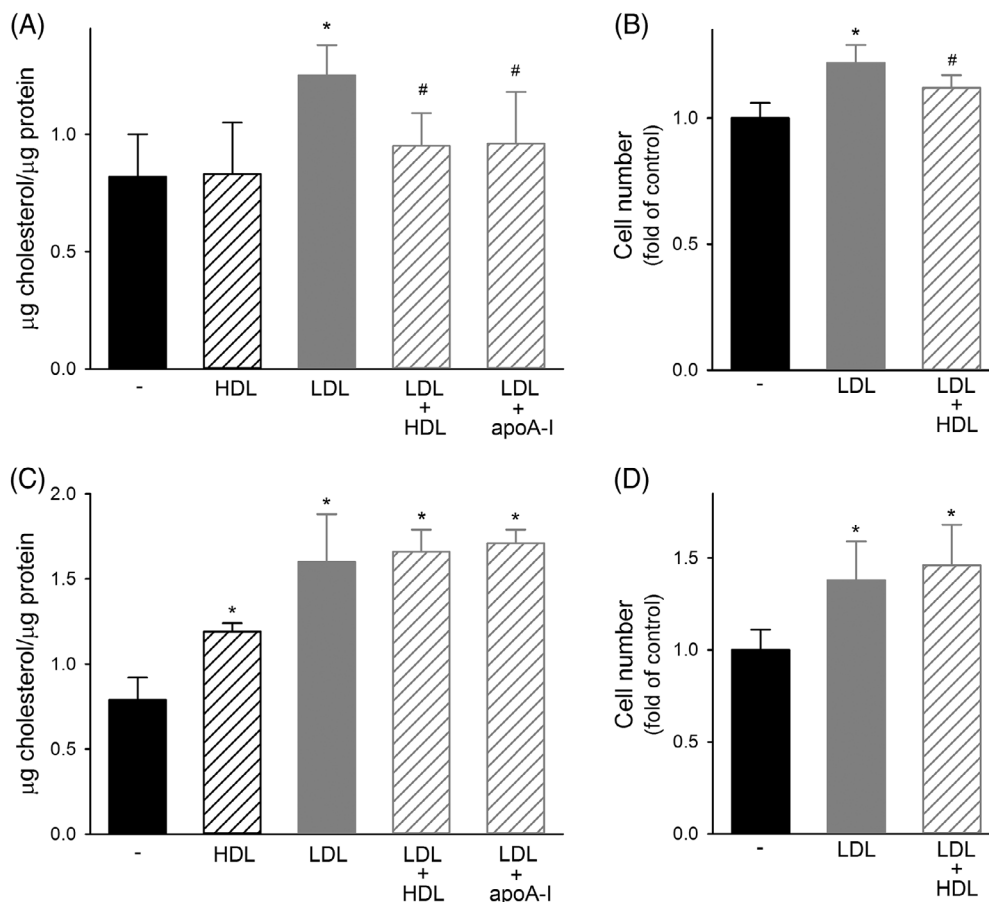 (A)
μg cholesterol/μg protein
1.0
0.5
0.0
*
#
#
-
HDL
LDL
LDL
+
HDL
LDL
+
apoA-I
(B)
Cell number
(fold of control)
1.0
0.5
0.0
*
#
-
LDL
LDL
+
HDL
(C)
μg cholesterol/μg protein
2.0
1.5
1.0
0.5
0.0
*
*
*
*
-
HDL
LDL
LDL
+
HDL
LDL
+
apoA-I
(D)
Cell number
(fold of control)
1.5
1.0
0.5
0.0
*
*
-
LDL
LDL
+
HDL